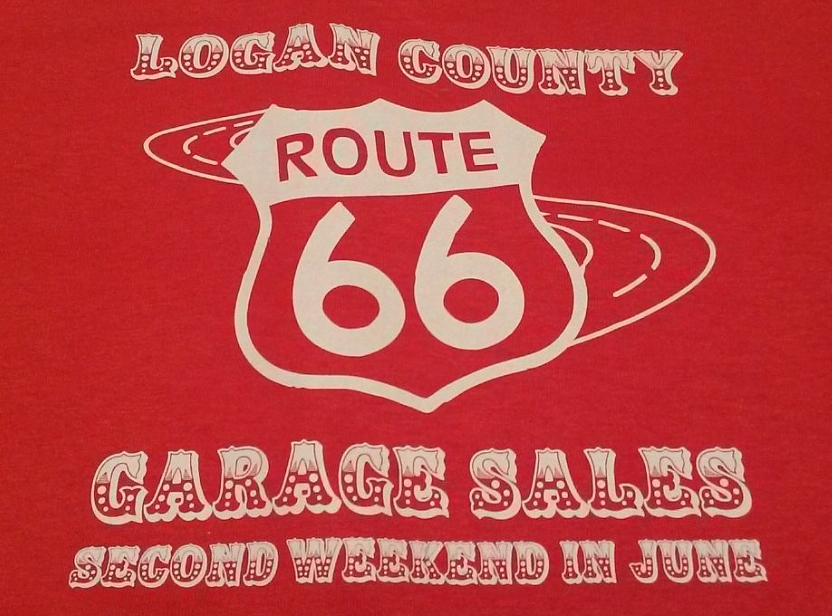 LOGAN COUNTY
ROUTE
66
GARAGE SALES
SECOND WEEKEND IN JUNE